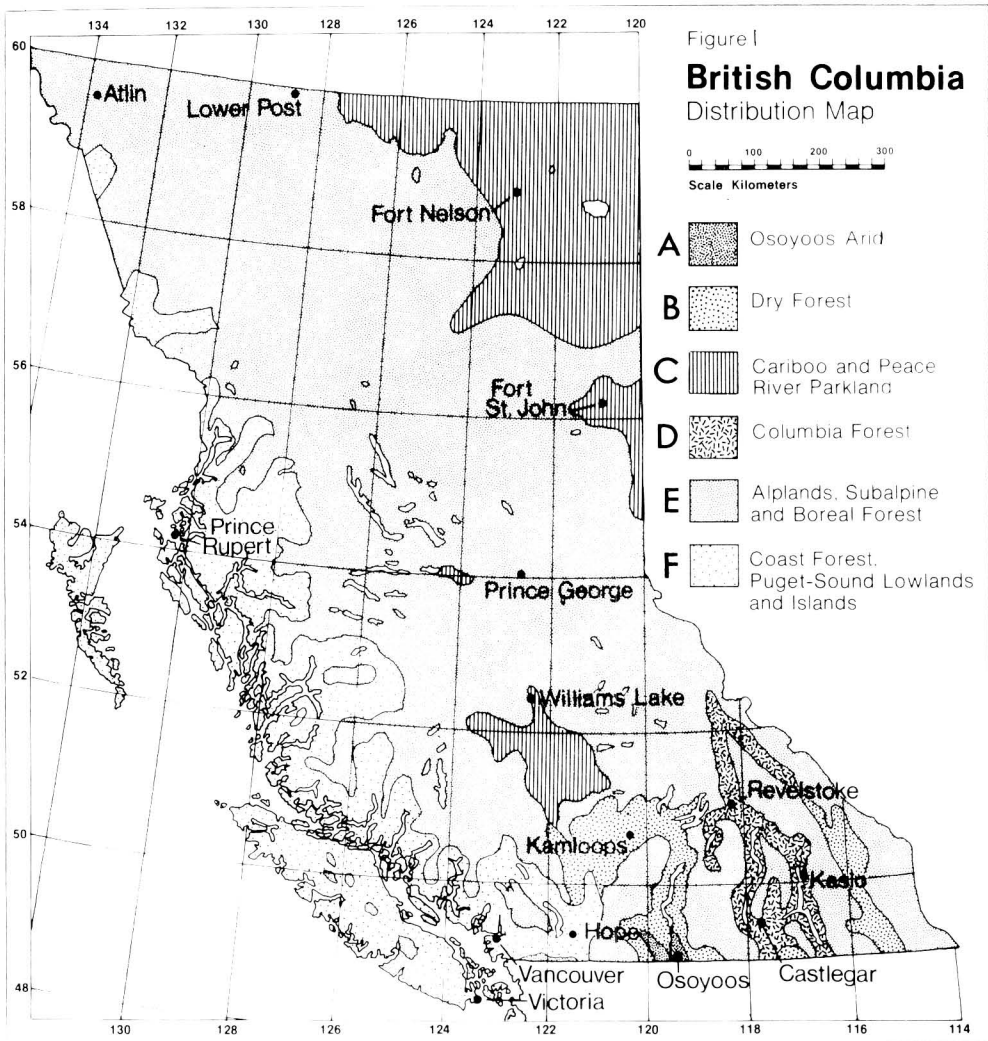 134 132 130 129 126 124 123 122 120
Figure 1
British Columbia
Distribution Map
0 100 200 300
Scale Kilometers
A Osoyoos Arid
B Dry Forest
C Cariboo and Peace
River Parkland
D Columbia Forest
E Alplands, Subalpine
and Boreal Forest
F Coast Forest,
Puget-Sound Lowlands
and Islands
60
58
56
54
52
50
48
Atlin
Lower Post
Fort Nelson
Fort
St. John
Prince
Rupert
Prince George
Williams Lake
Revelstoke
Kamloops
Kaslo
Hope
Vancouver
Osoyoos
Castlegar
Victoria
130 128 126 124 122 120 118 116 114